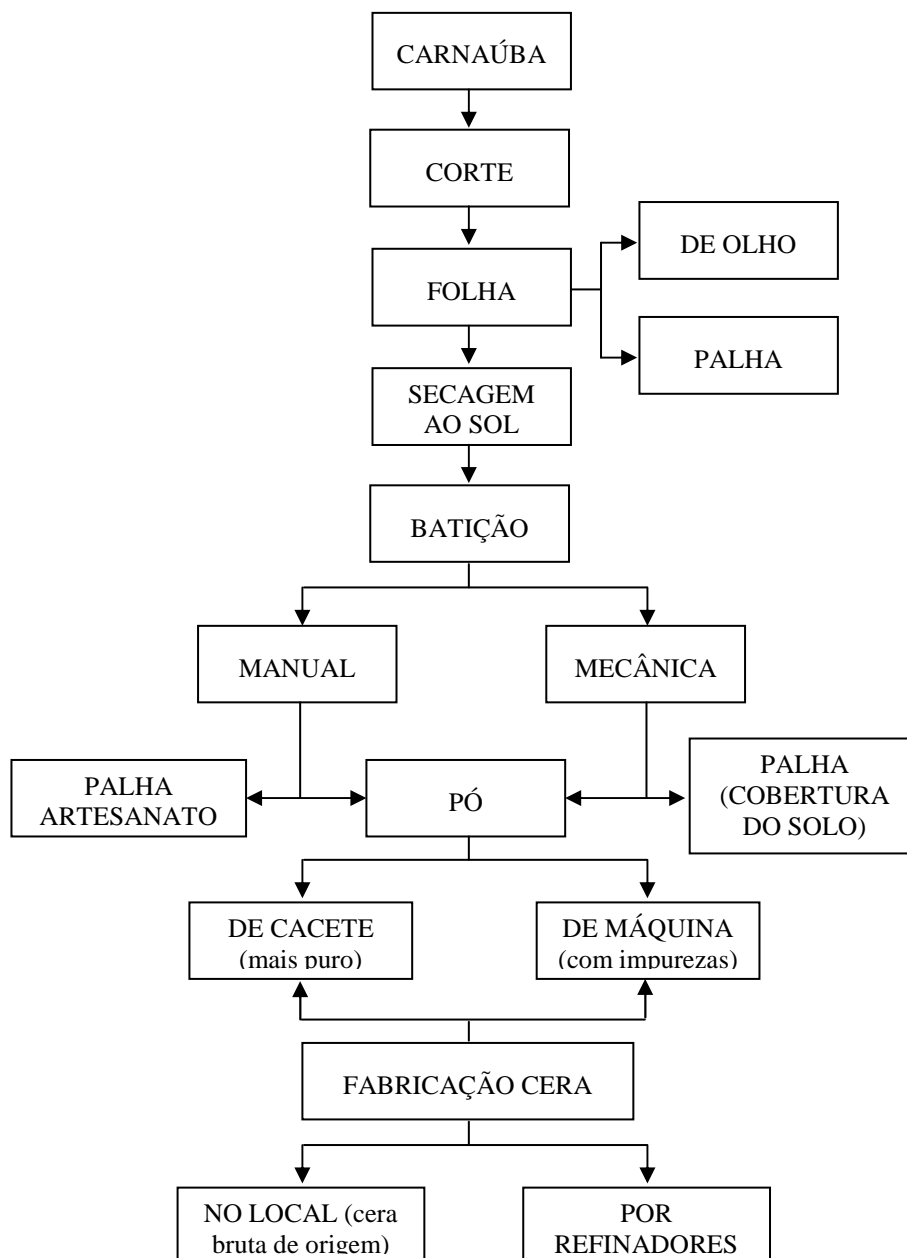 CARNAÚBA
CORTE
FOLHA
DE OLHO
PALHA
SECAGEM
AO SOL
BATIÇÃO
MANUAL
MECÂNICA
PALHA
ARTESANATO
PÓ
PALHA
(COBERTURA
DO SOLO)
DE CACETE
(mais puro)
DE MÁQUINA
(com impurezas)
FABRICAÇÃO CERA
NO LOCAL (cera
bruta de origem)
POR
REFINADORES